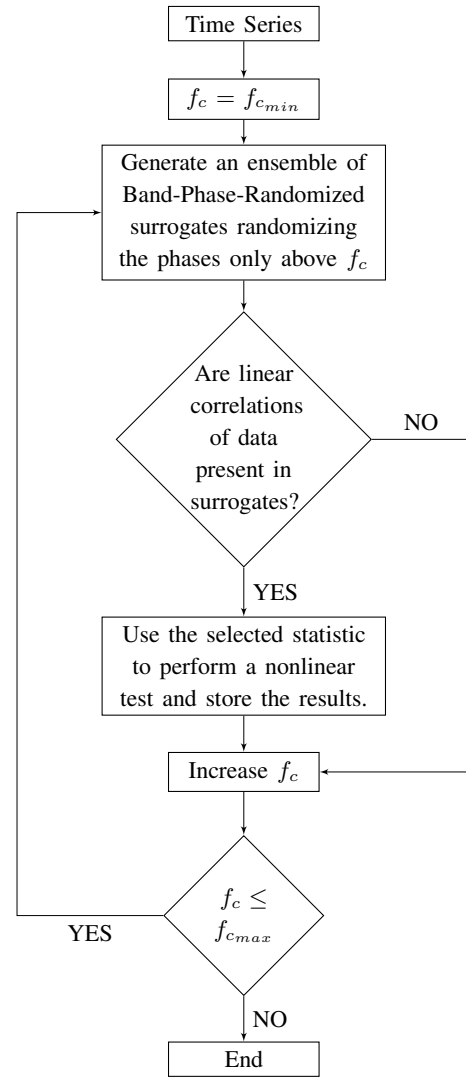 Time Series
f_c = f_{c_{min}}
Generate an ensemble of
Band-Phase-Randomized
surrogates randomizing
the phases only above f_c
Are linear
correlations
of data
present in
surrogates?
NO
YES
Use the selected statistic
to perform a nonlinear
test and store the results.
Increase f_c
f_c ≤
f_{c_{max}}
YES
NO
End